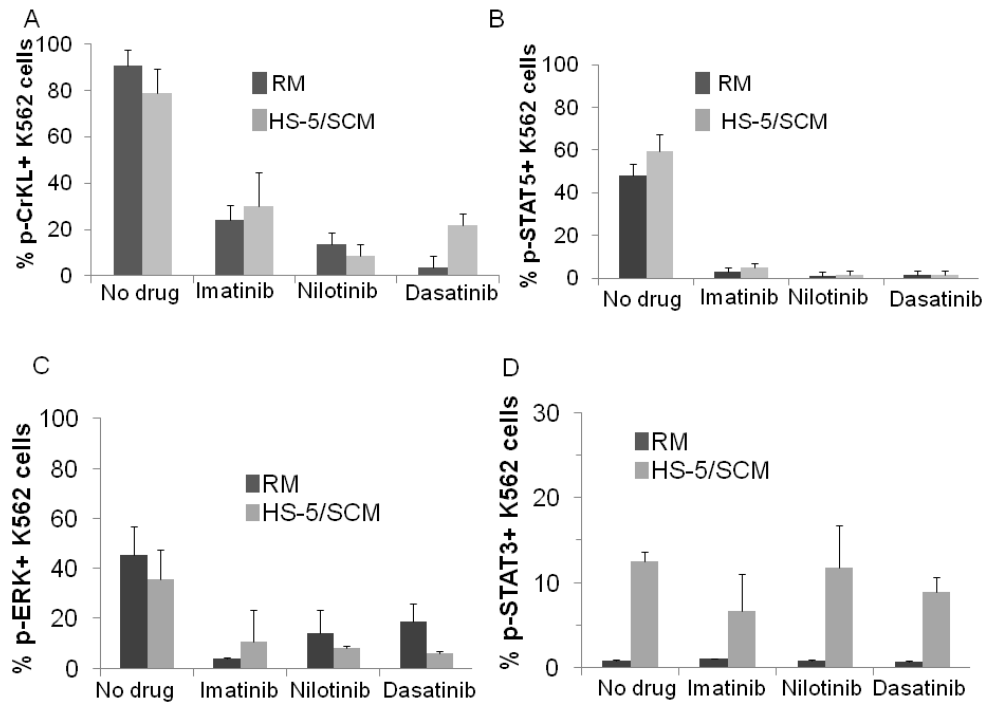 A
% p-CrKL+ K562 cells
100
80
60
40
20
0
RM
HS-5/SCM
No drug Imatinib Nilotinib Dasatinib
B
% p-STAT5+ K562 cells
100
80
60
40
20
0
RM
HS-5/SCM
No drug Imatinib Nilotinib Dasatinib
C
% p-ERK+ K562 cells
100
80
60
40
20
0
RM
HS-5/SCM
No drug Imatinib Nilotinib Dasatinib
D
% p-STAT3+ K562 cells
30
20
10
0
RM
HS-5/SCM
No drug Imatinib Nilotinib Dasatinib